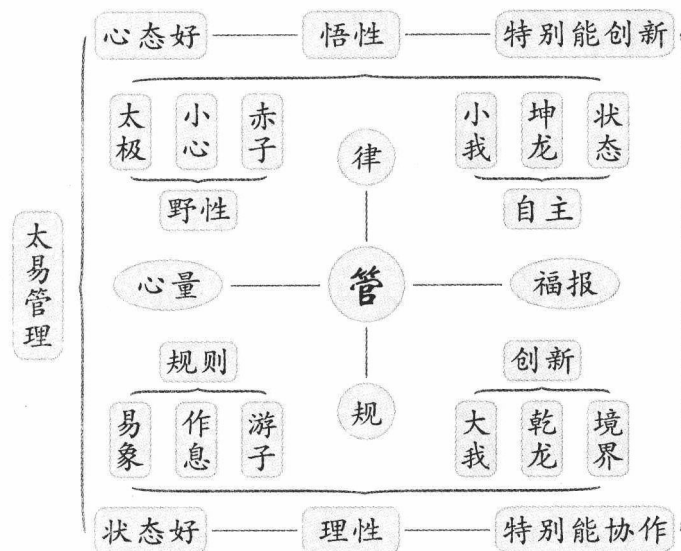 心态好 悟性 特别能创新
太极 小心 赤子 小我 坤龙 状态
律
野性 自主
太易管理
心量 管 福报
规则 创新
规
易象 作息 游子 大我 乾龙 境界
状态好 理性 特别能协作